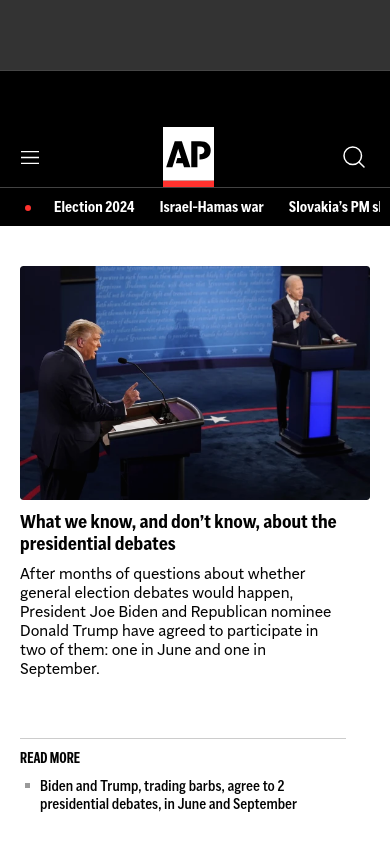 AP
Election 2024 Israel-Hamas war Slovakia's PM
What we know, and don't know, about the
presidential debates
After months of questions about whether
general election debates would happen,
President Joe Biden and Republican nominee
Donald Trump have agreed to participate in
two of them: one in June and one in
September.
READ MORE
Biden and Trump, trading barbs, agree to 2
presidential debates, in June and September